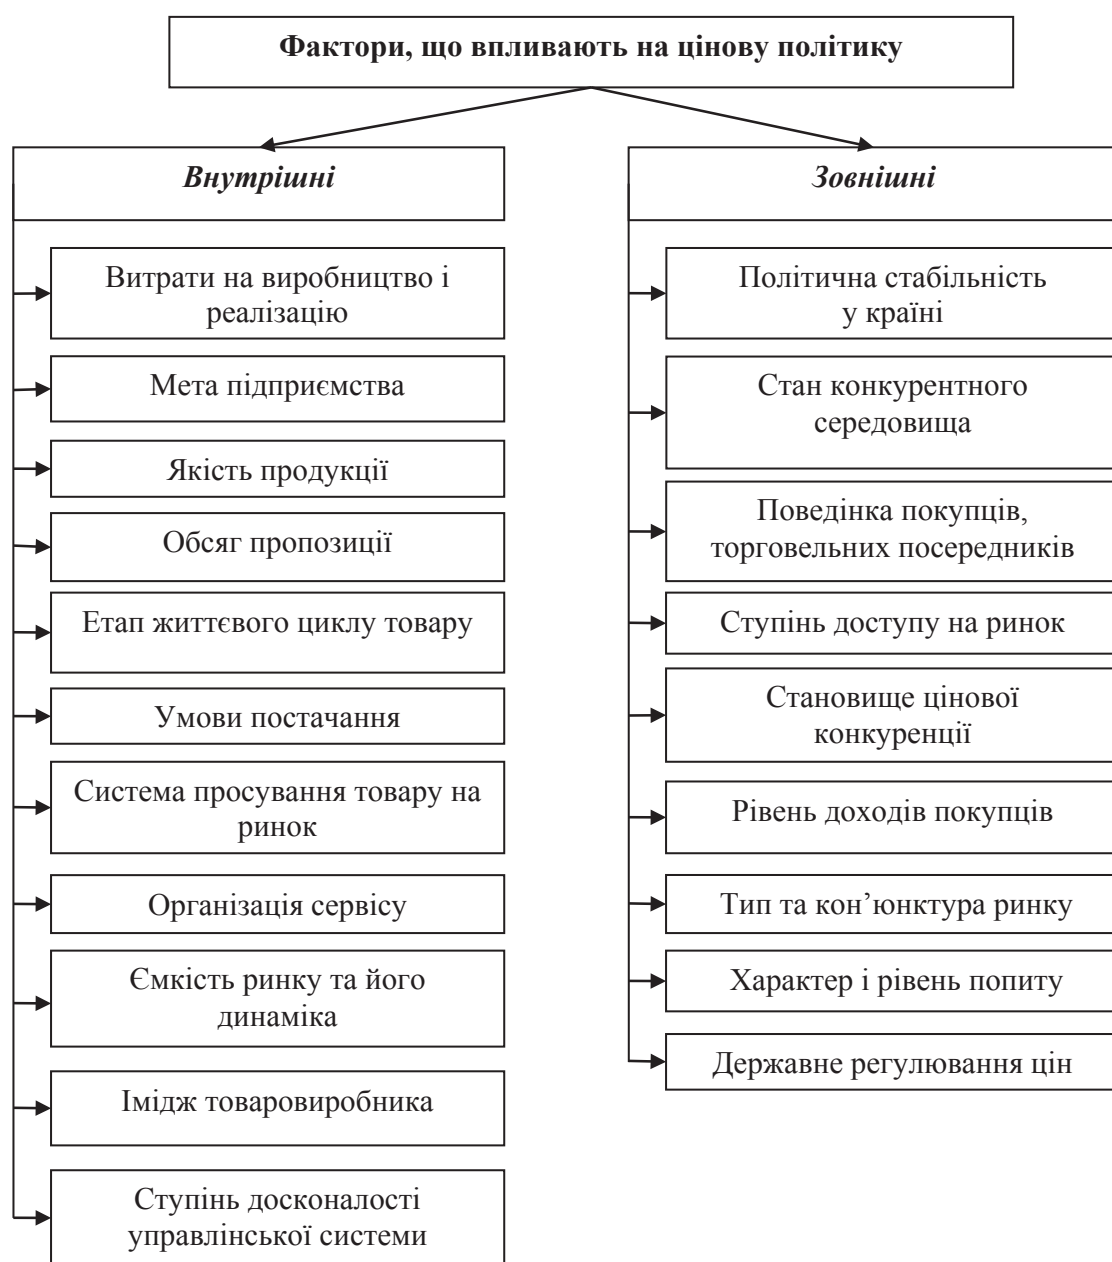 Фактори, що впливають на цінову політику
Внутрішні
Витрати на виробництво і
реалізацію
Мета підприємства
Якість продукції
Обсяг пропозиції
Етап життєвого циклу товару
Умови постачання
Система просування товару на
ринок
Організація сервісу
Ємкість ринку та його
динаміка
Імідж товаровиробника
Ступінь досконалості
управлінської системи
Зовнішні
Політична стабільність
у країні
Стан конкурентного
середовища
Поведінка покупців,
торговельних посередників
Ступінь доступу на ринок
Становище цінової
конкуренції
Рівень доходів покупців
Тип та кон’юнктура ринку
Характер і рівень попиту
Державне регулювання цін